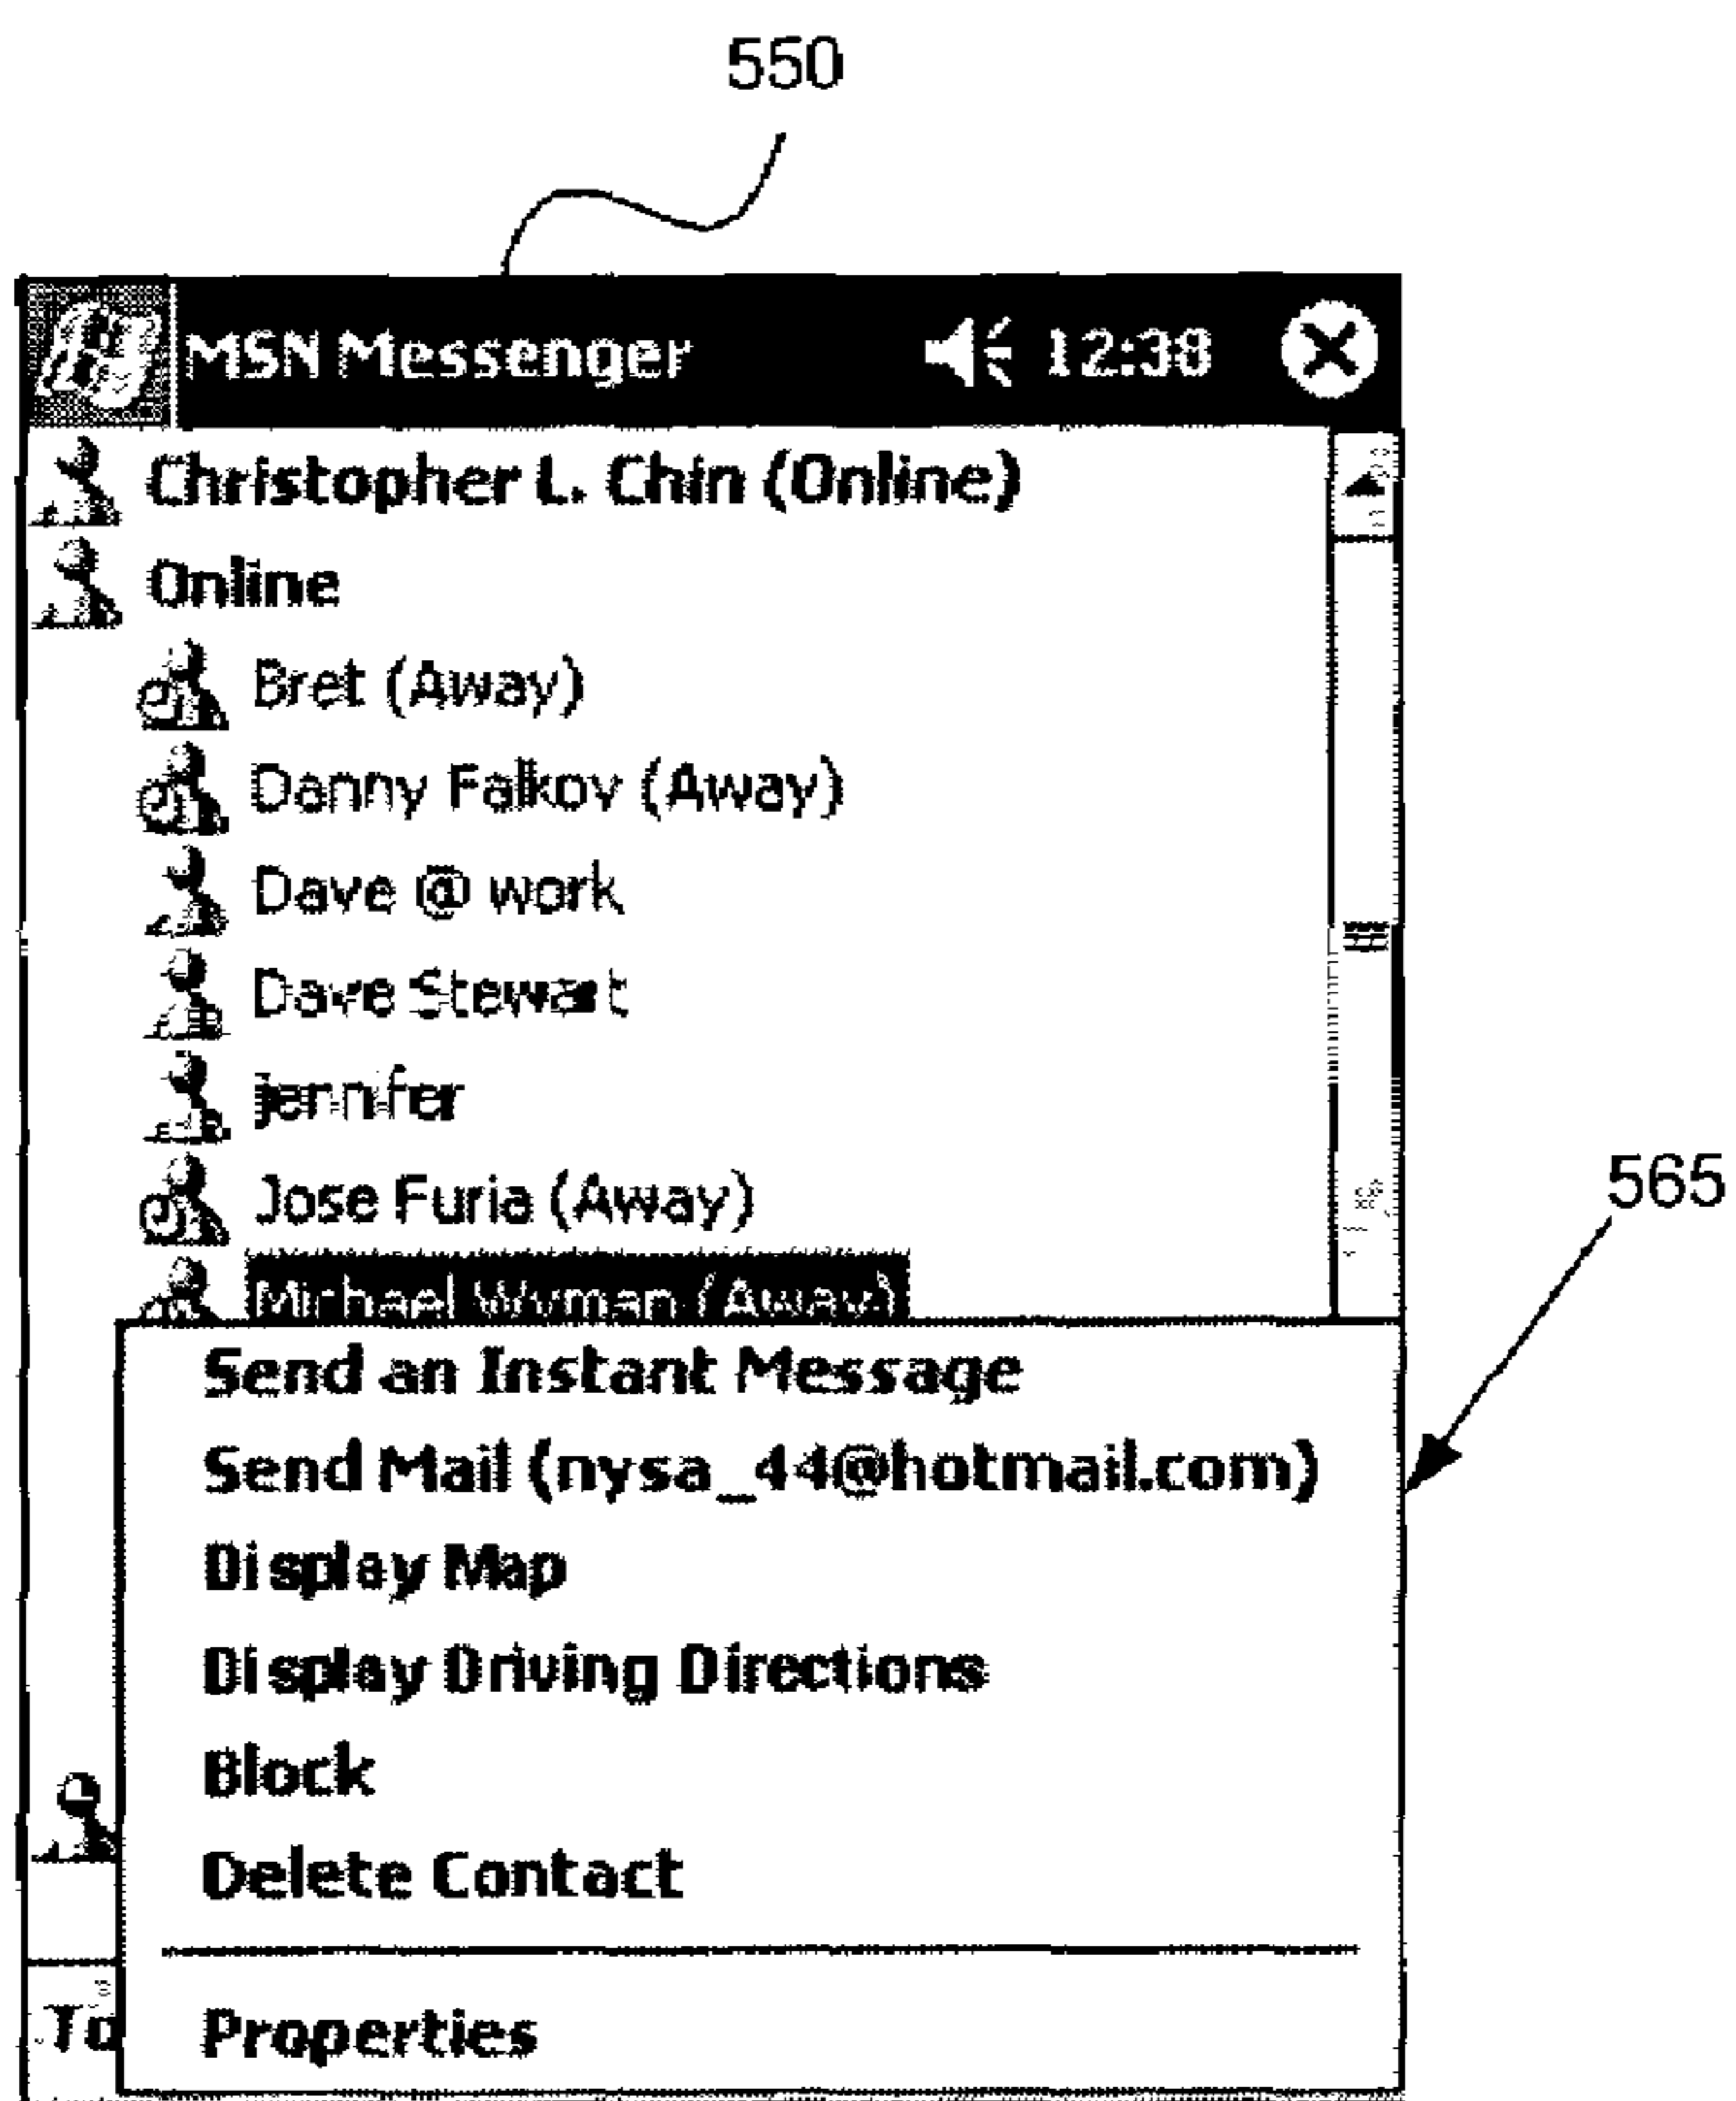 550
MSN Messenger 12:38
Christopher L. Chin (Online)
Online
Bret (Away)
Danny Falkov (Away)
Dave @ work
Dave Stewart
jennifer
Jose Furia (Away)
565
Michael (Away)
Send an Instant Message
Send Mail (nysa_44@hotmail.com)
Display Map
Display Driving Directions
Block
Delete Contact
To
Properties